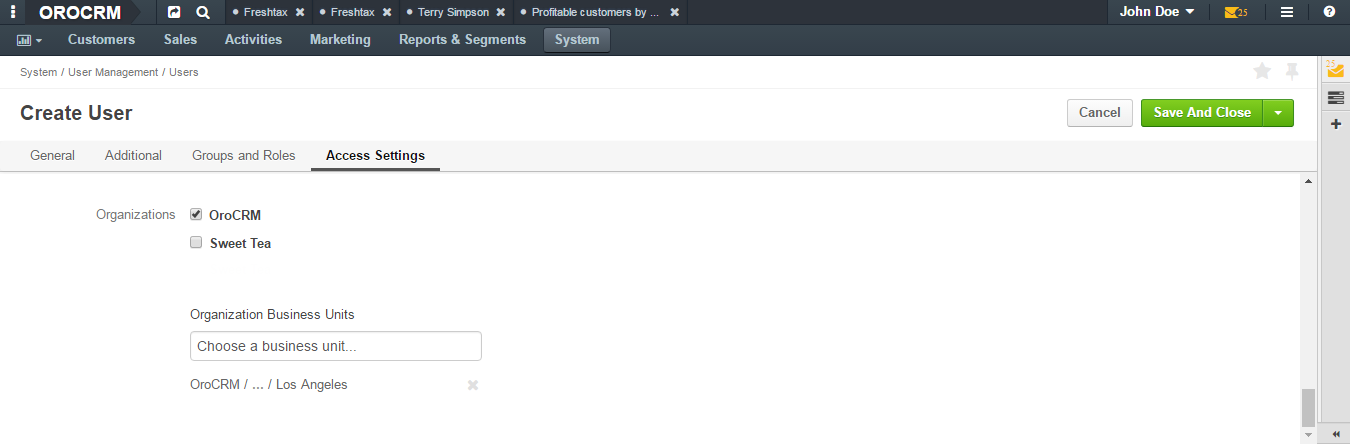 OROCRM Freshtax Freshtax Terry Simpson Profitable customers by ... John Doe 25
Customers Sales Activities Marketing Reports & Segments System
System / User Management / Users
25
Create User Cancel Save And Close
General Additional Groups and Roles Access Settings
Organizations OroCRM
Sweet Tea
Organization Business Units
Choose a business unit...
OroCRM / ... / Los Angeles